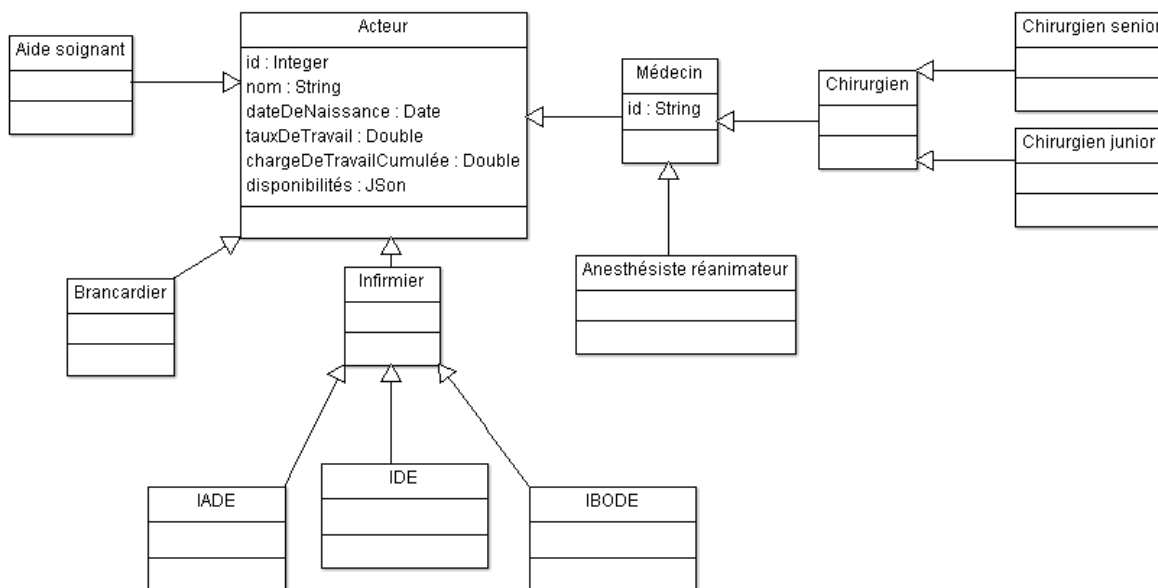 Aide soignant
Acteur
id : Integer
nom : String
dateDeNaissance : Date
tauxDeTravail : Double
chargeDeTravailCumulée : Double
disponibilités : JSon
Médecin
id : String
Chirurgien
Chirurgien senior
Chirurgien junior
Brancardier
Infirmier
Anesthésiste réanimateur
IADE
IDE
IBODE